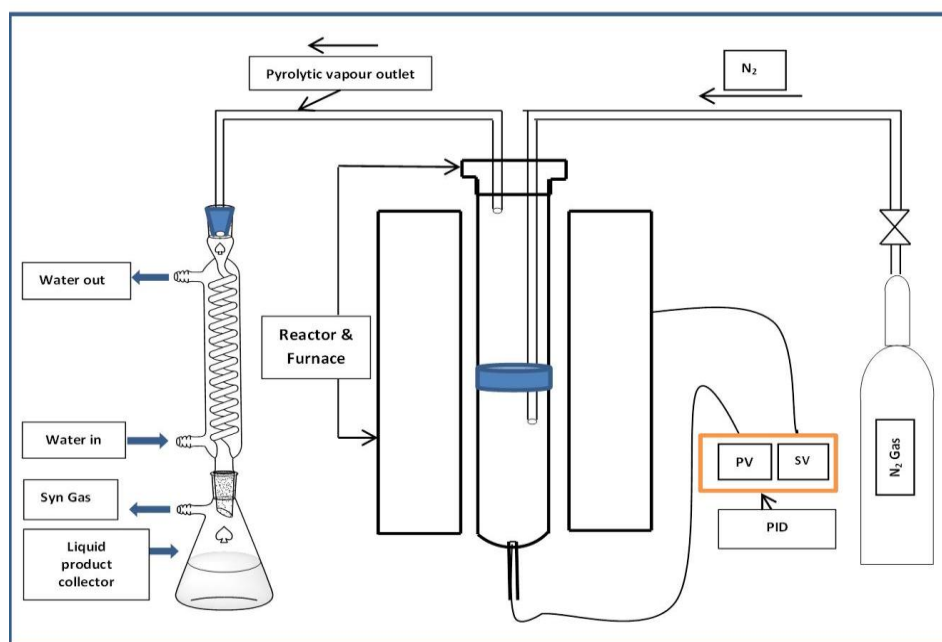 Pyrolytic vapour outlet
N₂
Water out
Reactor &
Furnace
Water in
PV
SV
N₂ Gas
Syn Gas
PID
Liquid
product
collector